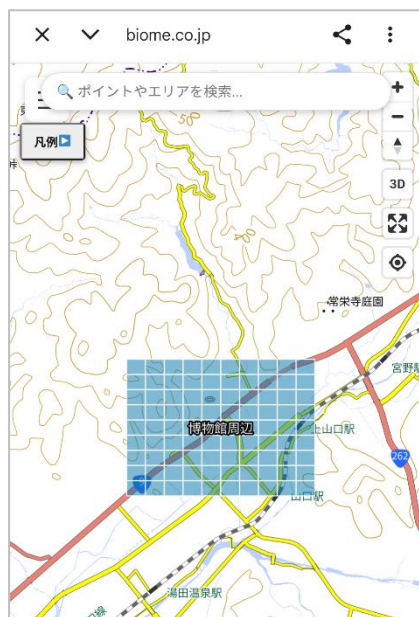 biome.co.jp
ポイントやエリアを検索...
凡例
3D
常栄寺庭園
宮野駅
上山口駅
博物館周辺
262
山口駅
湯田温泉駅